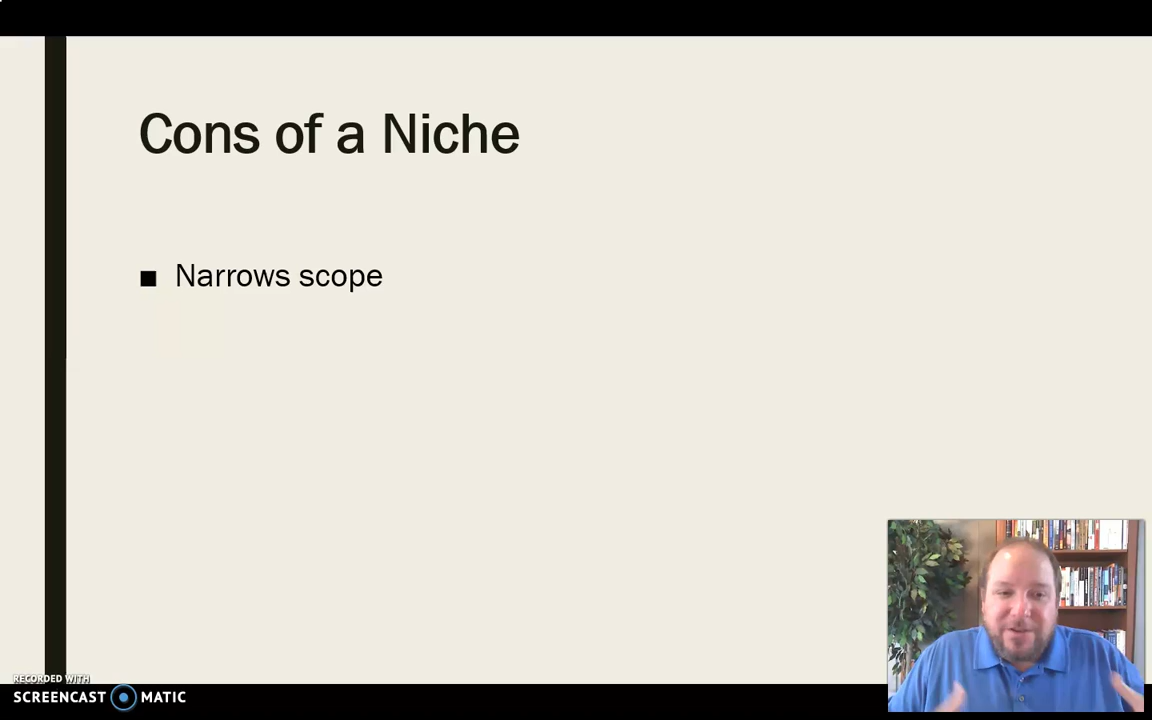 Cons of a Niche
■ Narrows scope
RECORDED WITH
SCREENCAST MATIC